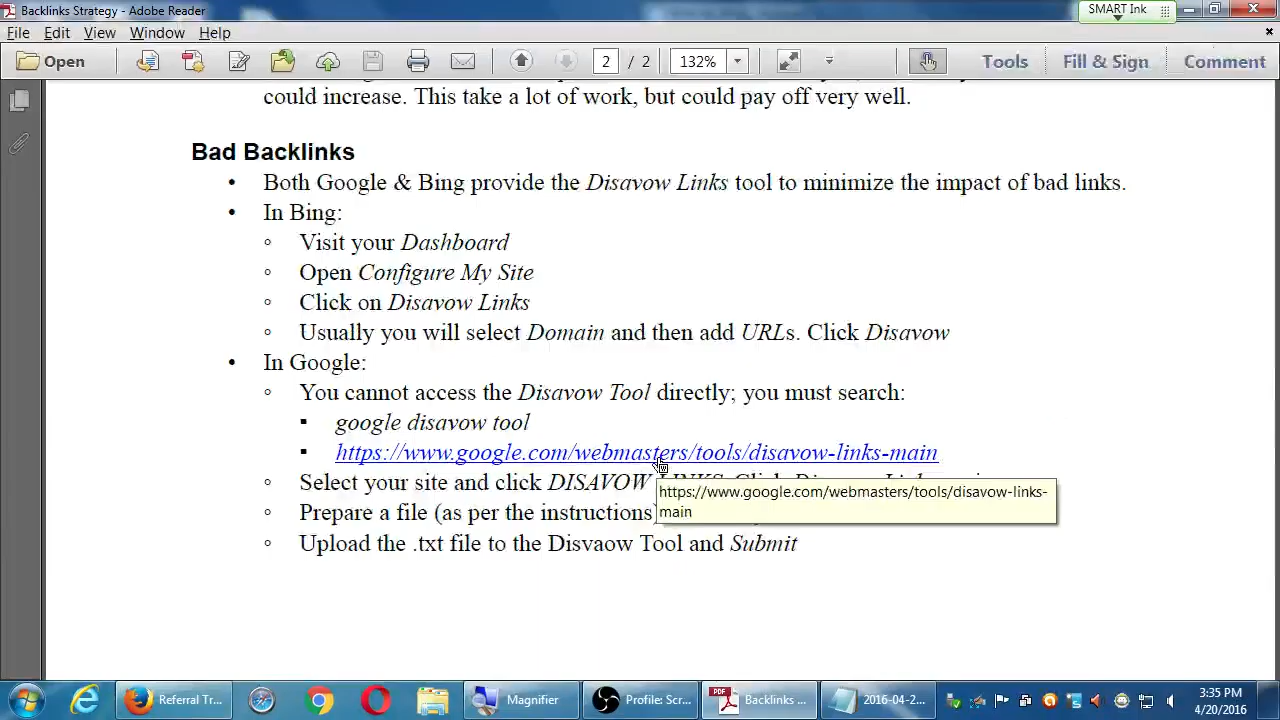 Backlinks Strategy - Adobe Reader
SMART Ink
File Edit View Window Help
Open 2 / 2 132% Tools Fill & Sign Comment
could increase. This take a lot of work, but could pay off very well.
Bad Backlinks
• Both Google & Bing provide the Disavow Links tool to minimize the impact of bad links.
• In Bing:
◦ Visit your Dashboard
◦ Open Configure My Site
◦ Click on Disavow Links
◦ Usually you will select Domain and then add URLs. Click Disavow
• In Google:
◦ You cannot access the Disavow Tool directly; you must search:
▪ google disavow tool
▪ https://www.google.com/webmasters/tools/disavow-links-main
◦ Select your site and click DISAVOW LINKS. Click
https://www.google.com/webmasters/tools/disavow-links-
main
◦ Prepare a file (as per the instructions)
◦ Upload the .txt file to the Disvaow Tool and Submit
Referral Tr... Magnifier Profile: Scr... PDF Backlinks ... 2016-04-2... 3:35 PM
4/20/2016